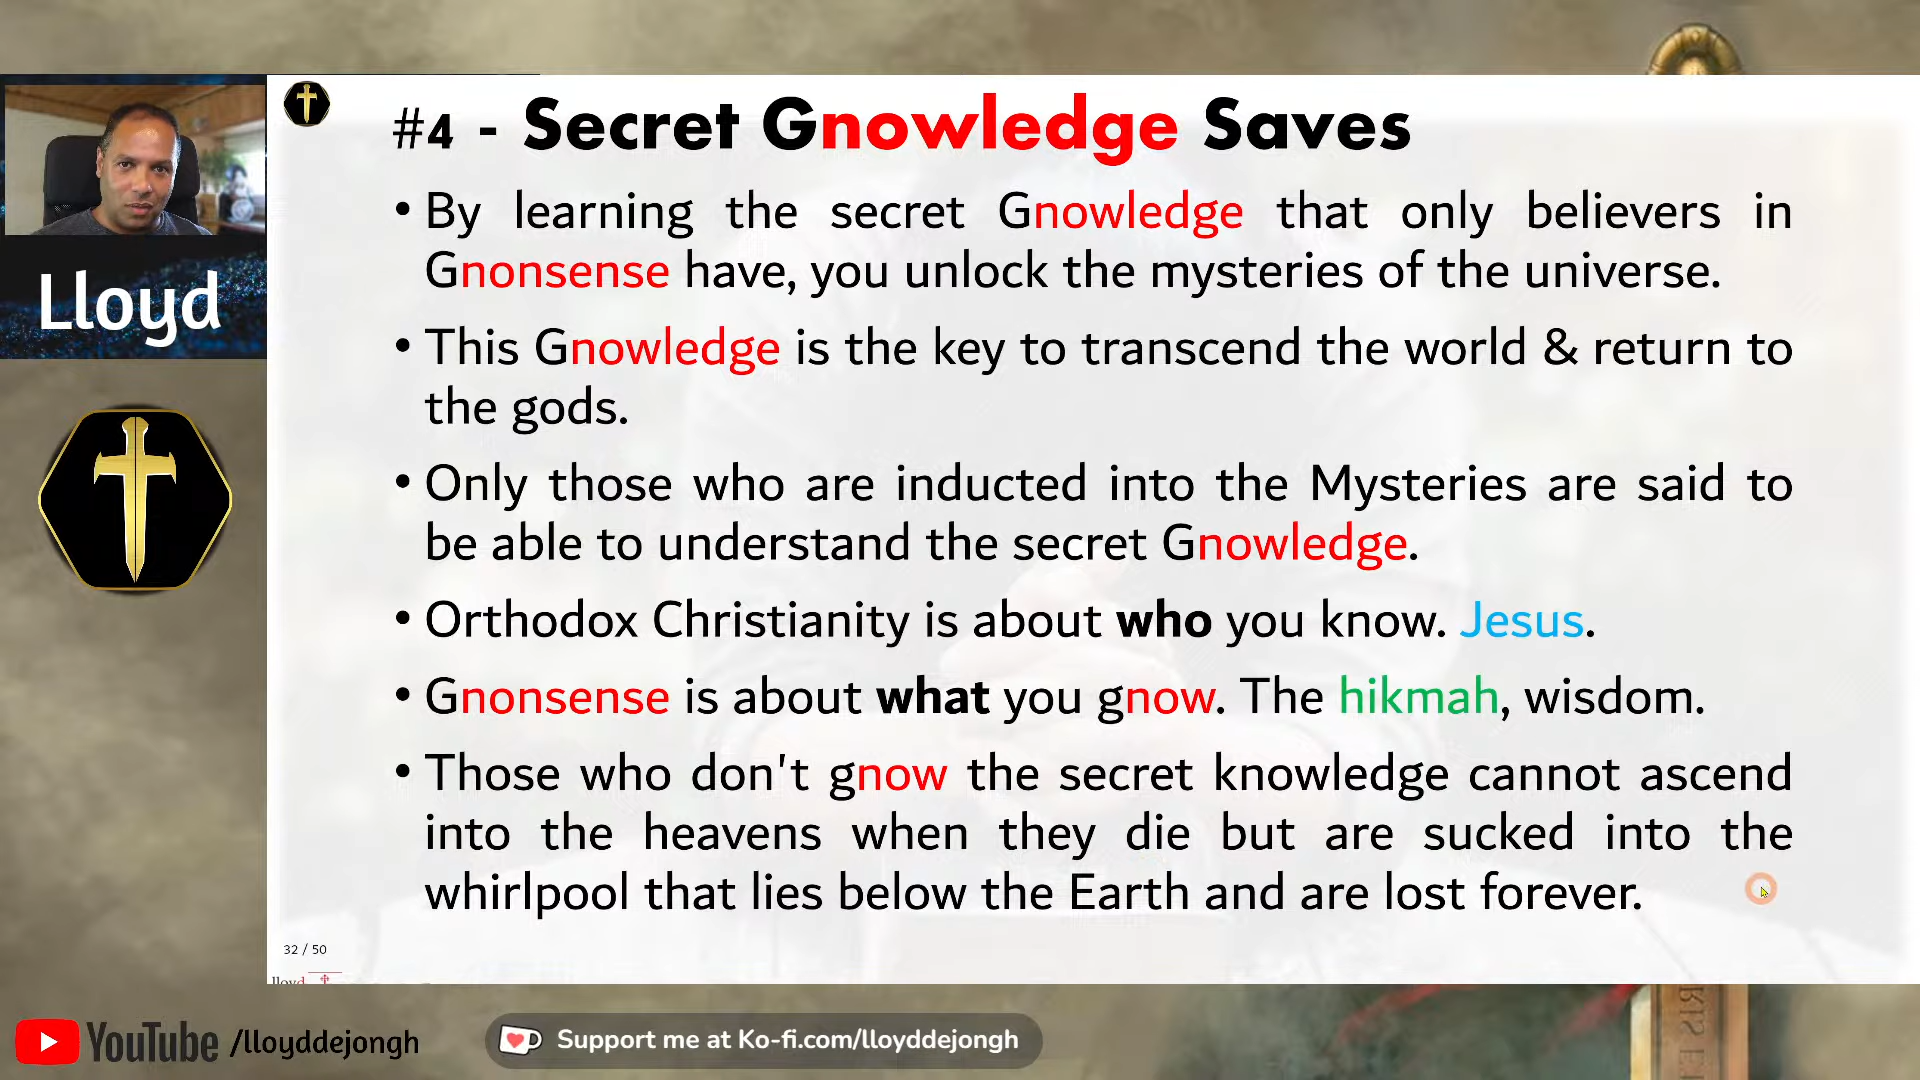 #4 - Secret Gnowledge Saves
• By learning the secret Gnowledge that only believers in
Gnonsense have, you unlock the mysteries of the universe.
• This Gnowledge is the key to transcend the world & return to
the gods.
• Only those who are inducted into the Mysteries are said to
be able to understand the secret Gnowledge.
• Orthodox Christianity is about who you know. Jesus.
• Gnonsense is about what you gnow. The hikmah, wisdom.
• Those who don't gnow the secret knowledge cannot ascend
into the heavens when they die but are sucked into the
whirlpool that lies below the Earth and are lost forever.
32 / 50
Lloyd
YouTube /lloyddejongh
Support me at Ko-fi.com/lloyddejongh